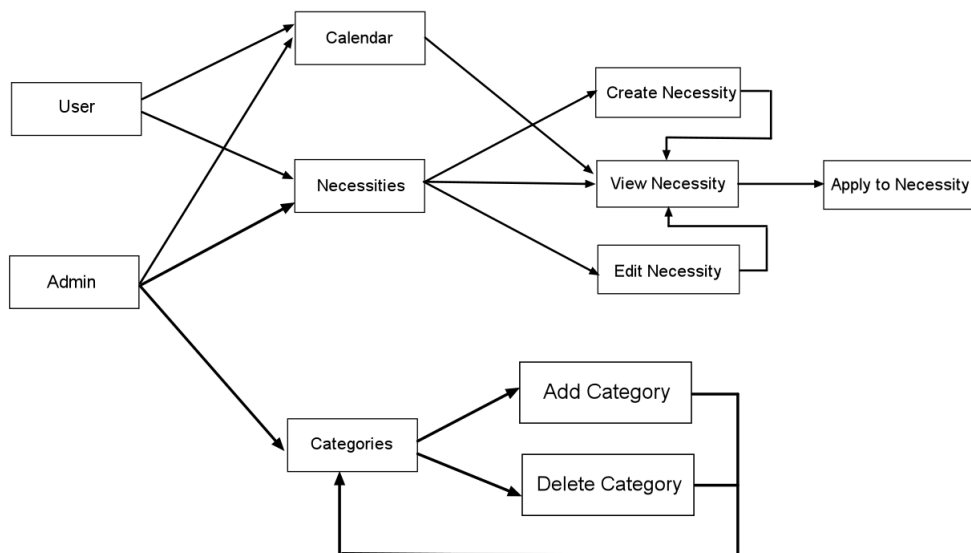 Calendar
User
Create Necessity
Necessities
View Necessity
Apply to Necessity
Admin
Edit Necessity
Add Category
Categories
Delete Category